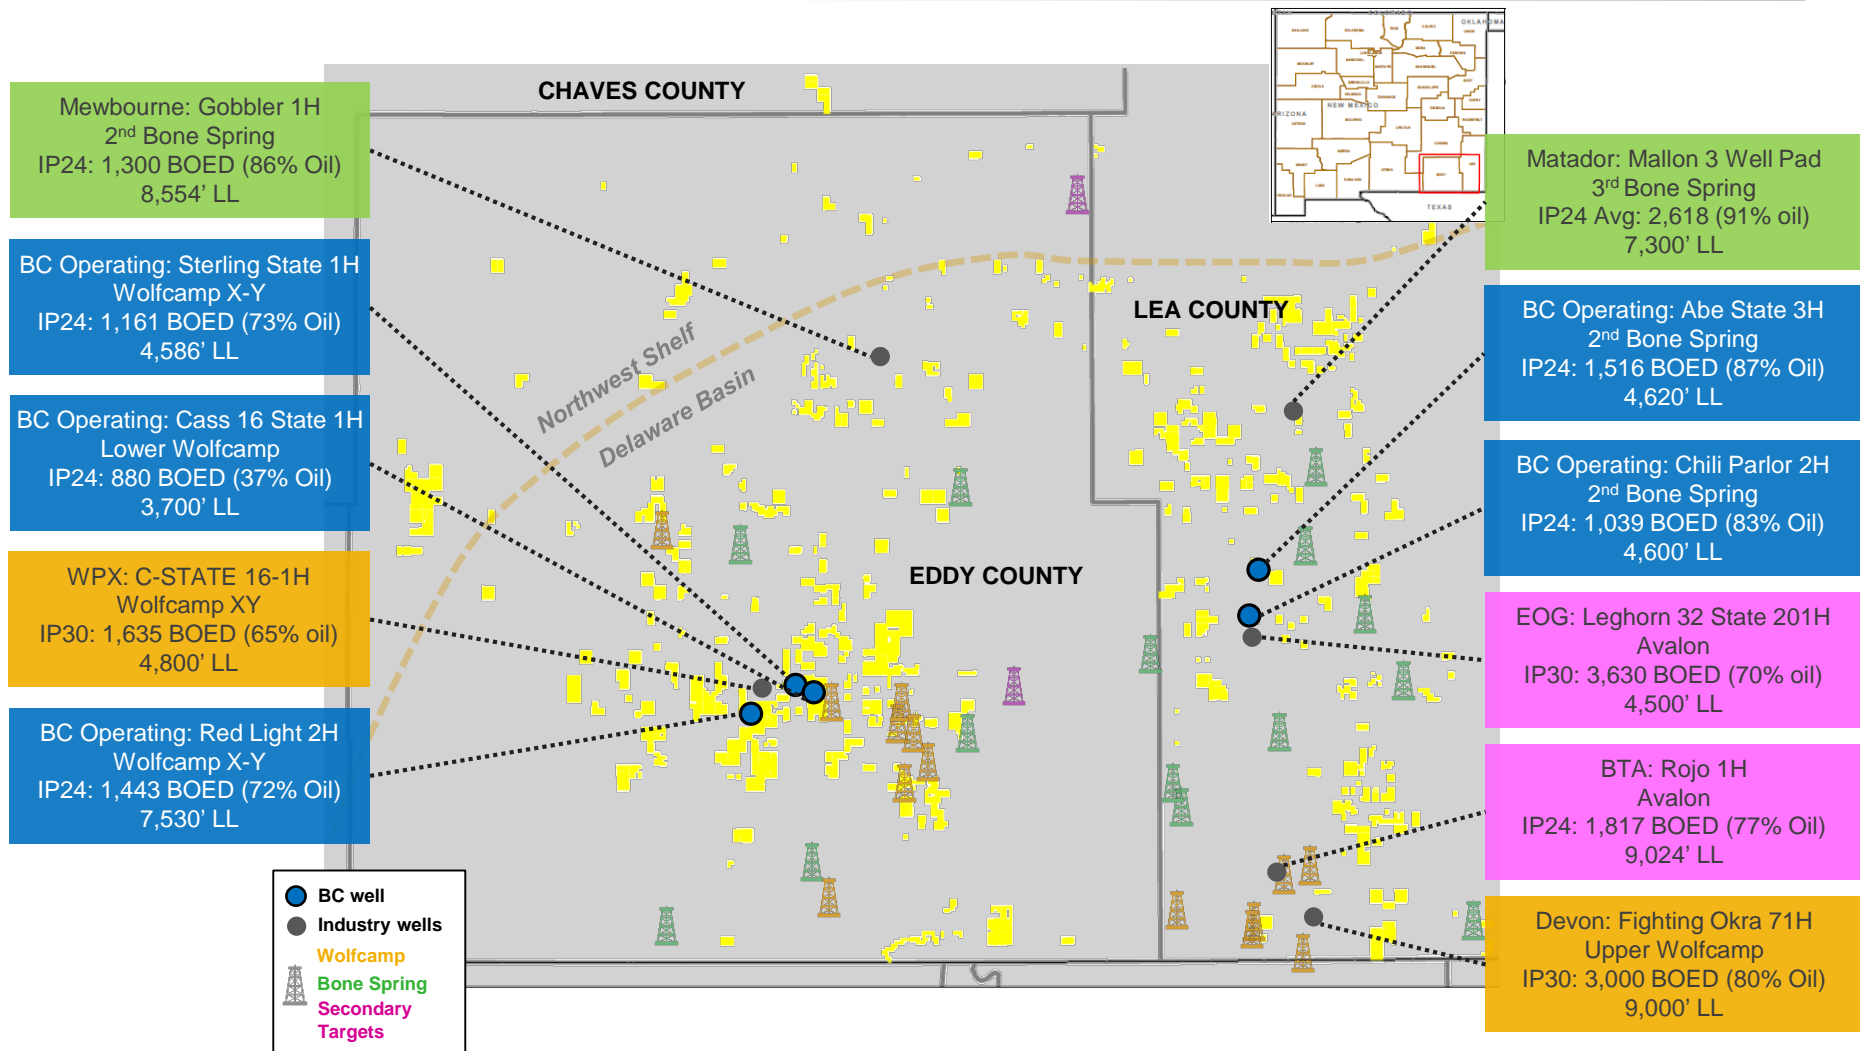 CHAVES COUNTY
Mewbourne: Gobbler 1H
2nd Bone Spring
IP24: 1,300 BOED (86% Oil)
8,554’ LL
BC Operating: Sterling State 1H
Wolfcamp X-Y
IP24: 1,161 BOED (73% Oil)
4,586’ LL
BC Operating: Cass 16 State 1H
Lower Wolfcamp
IP24: 880 BOED (37% Oil)
3,700’ LL
WPX: C-STATE 16-1H
Wolfcamp XY
IP30: 1,635 BOED (65% oil)
4,800’ LL
BC Operating: Red Light 2H
Wolfcamp X-Y
IP24: 1,443 BOED (72% Oil)
7,530’ LL
Northwest Shelf
Delaware Basin
EDDY COUNTY
LEA COUNTY
COLORADO
OKLAHOMA
NEW MEXICO
ARIZONA
TEXAS
Matador: Mallon 3 Well Pad
3rd Bone Spring
IP24 Avg: 2,618 (91% oil)
7,300’ LL
BC Operating: Abe State 3H
2nd Bone Spring
IP24: 1,516 BOED (87% Oil)
4,620’ LL
BC Operating: Chili Parlor 2H
2nd Bone Spring
IP24: 1,039 BOED (83% Oil)
4,600’ LL
EOG: Leghorn 32 State 201H
Avalon
IP30: 3,630 BOED (70% oil)
4,500’ LL
BTA: Rojo 1H
Avalon
IP24: 1,817 BOED (77% Oil)
9,024’ LL
Devon: Fighting Okra 71H
Upper Wolfcamp
IP30: 3,000 BOED (80% Oil)
9,000’ LL
BC well
Industry wells
Wolfcamp
Bone Spring
Secondary
Targets